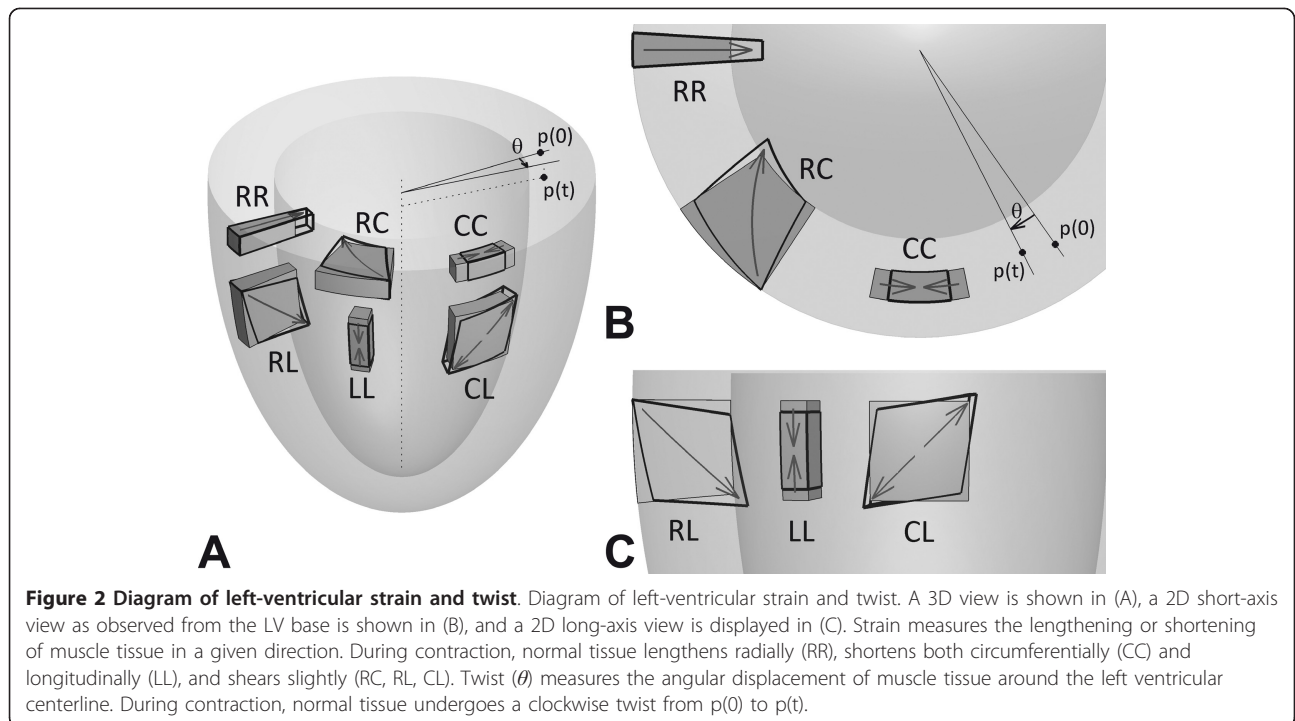 RR
RC
CC
θ
p(0)
p(t)
RL
LL
CL
A
RR
RC
CC
θ
p(0)
p(t)
B
RL
LL
CL
C
Figure 2 Diagram of left-ventricular strain and twist. Diagram of left-ventricular strain and twist. A 3D view is shown in (A), a 2D short-axis
view as observed from the LV base is shown in (B), and a 2D long-axis view is displayed in (C). Strain measures the lengthening or shortening
of muscle tissue in a given direction. During contraction, normal tissue lengthens radially (RR), shortens both circumferentially (CC) and
longitudinally (LL), and shears slightly (RC, RL, CL). Twist (θ) measures the angular displacement of muscle tissue around the left ventricular
centerline. During contraction, normal tissue undergoes a clockwise twist from p(0) to p(t).